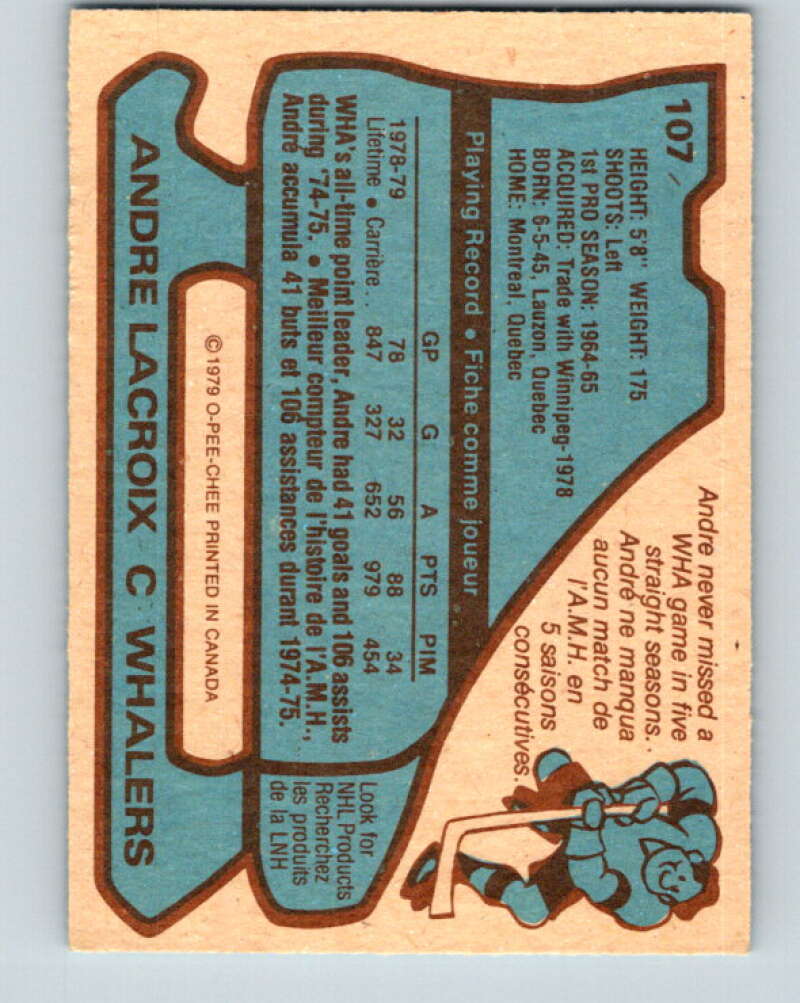 107
HEIGHT: 5'8" WEIGHT: 175
SHOOTS: Left
1st PRO SEASON: 1964-65
ACQUIRED: Trade with Winnipeg-1978
BORN: 6-5-45, Lauzon, Quebec
HOME: Montreal, Quebec
Andre never missed a
WHA game in five
straight seasons..
André ne manqua
aucun match de
l'A.M.H. en
5 saisons
consécutives.
Playing Record • Fiche comme joueur
GP G A PTS PIM
1978-79 78 32 56 88 34
Lifetime • Carrière... 847 327 652 979 454
WHA's all-time point leader, Andre had 41 goals and 106 assists
during '74-75. • Meilleur compteur de l'histoire de l'A.M.H.,
André accumula 41 buts et 106 assistances durant 1974-75.
Look for
NHL Products
Recherchez
les produits
de la LNH
© 1979 O-PEE-CHEE PRINTED IN CANADA
ANDRE LACROIX C WHALERS